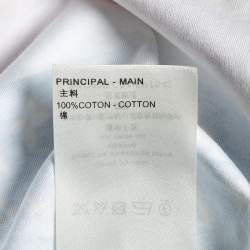 PRINCIPAL - MAIN
主料
100%COTON - COTTON
棉